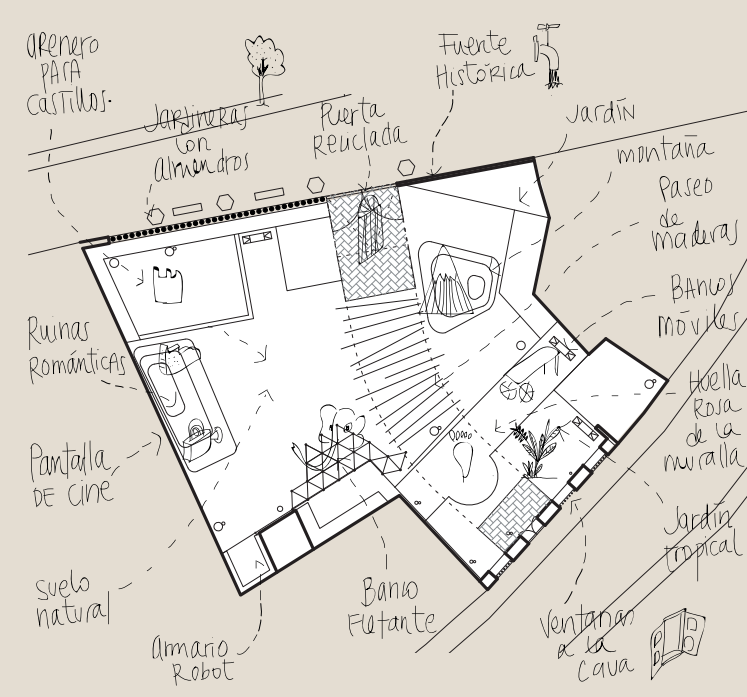 ARENERO
PARA
CASTILLOS.
JARDINERAS
CON
ALMENDROS
PUERTA
RECICLADA
FUENTE
HISTÓRICA
JARDÍN
MONTAÑA
PASEO
de
MADERAS
BANCOS
MÓVILES
HUELLA
ROSA
DE LA
MURALLA
JARDÍN
TROPICAL
VENTANAS
A LA
CAVA
BANCO
FLOTANTE
ARMARIO
ROBOT
SUELO
NATURAL
PANTALLA
DE CINE
RUINAS
ROMÁNTICAS